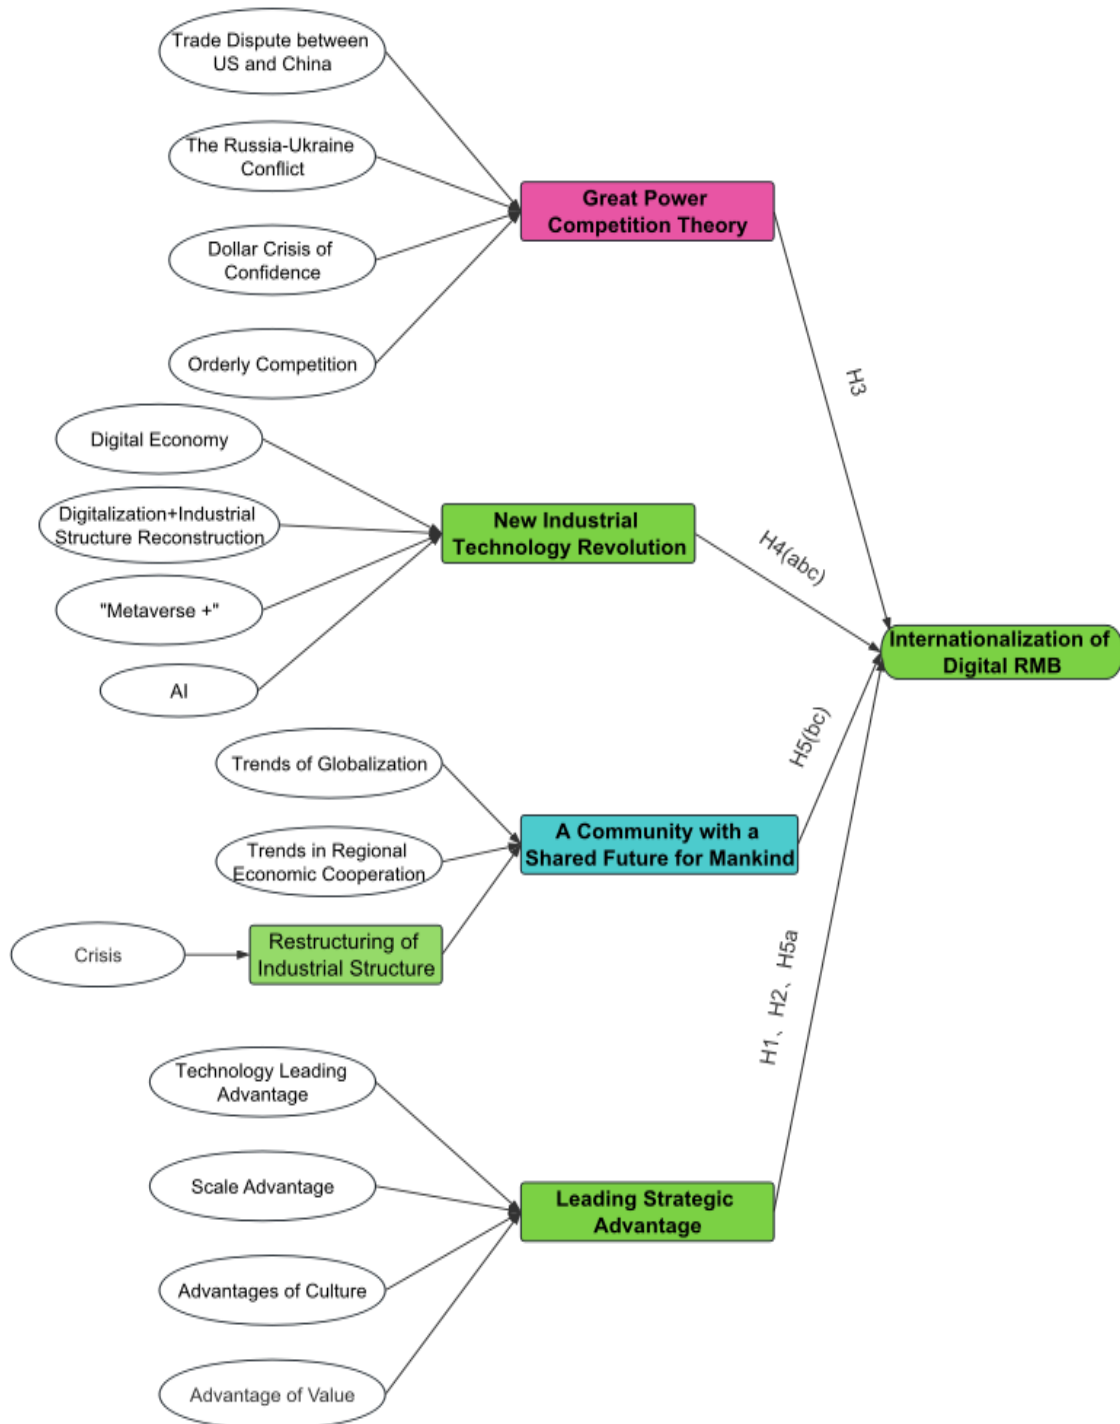 Trade Dispute between
US and China
The Russia-Ukraine
Conflict
Great Power
Competition Theory
Dollar Crisis of
Confidence
Orderly Competition
H3
Digital Economy
Digitalization+Industrial
Structure Reconstruction
New Industrial
Technology Revolution
H4(abc)
"Metaverse +"
AI
Internationalization of
Digital RMB
H5(bc)
Trends of Globalization
Trends in Regional
Economic Cooperation
A Community with a
Shared Future for Mankind
Crisis
Restructuring of
Industrial Structure
H1、H2、H5a
Technology Leading
Advantage
Scale Advantage
Leading Strategic
Advantage
Advantages of Culture
Advantage of Value